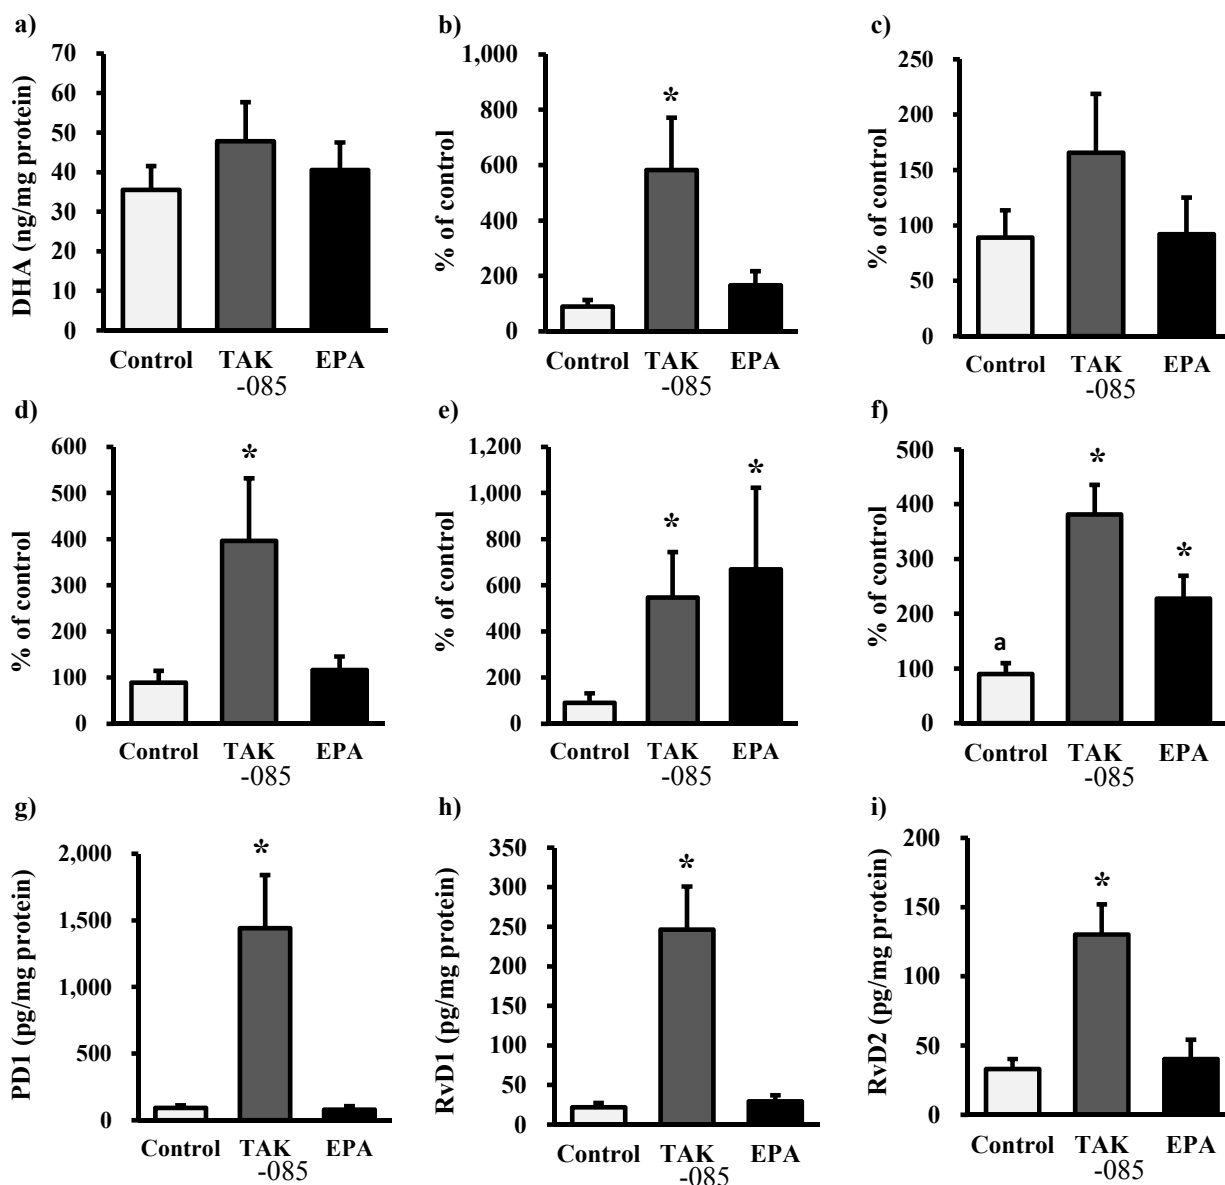 a)
DHA (ng/mg protein)
70
60
50
40
30
20
10
0
Control TAK EPA
-085
b)
% of control
1,000
800
*
600
400
200
0
Control TAK EPA
-085
c)
% of control
250
200
150
100
50
0
Control TAK EPA
-085
d)
% of control
600
*
500
400
300
200
100
0
Control TAK EPA
-085
e)
% of control
1,200
*
1,000
*
800
600
400
200
0
Control TAK EPA
-085
f)
% of control
500
*
400
*
300
200
a
100
0
Control TAK EPA
-085
g)
PD1 (pg/mg protein)
2,000
*
1,500
1,000
500
0
Control TAK EPA
-085
h)
RvD1 (pg/mg protein)
350
*
300
250
200
150
100
50
0
Control TAK EPA
-085
i)
RvD2 (pg/mg protein)
200
*
150
100
50
0
Control TAK EPA
-085